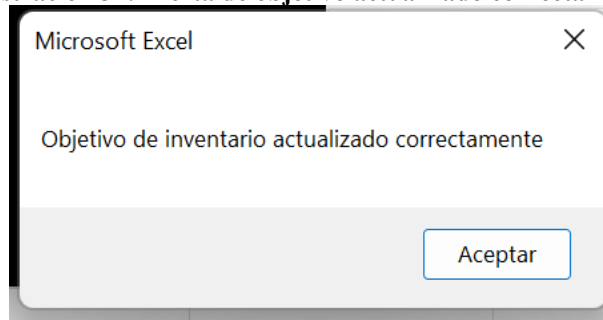 Microsoft Excel
Objetivo de inventario actualizado correctamente
Aceptar